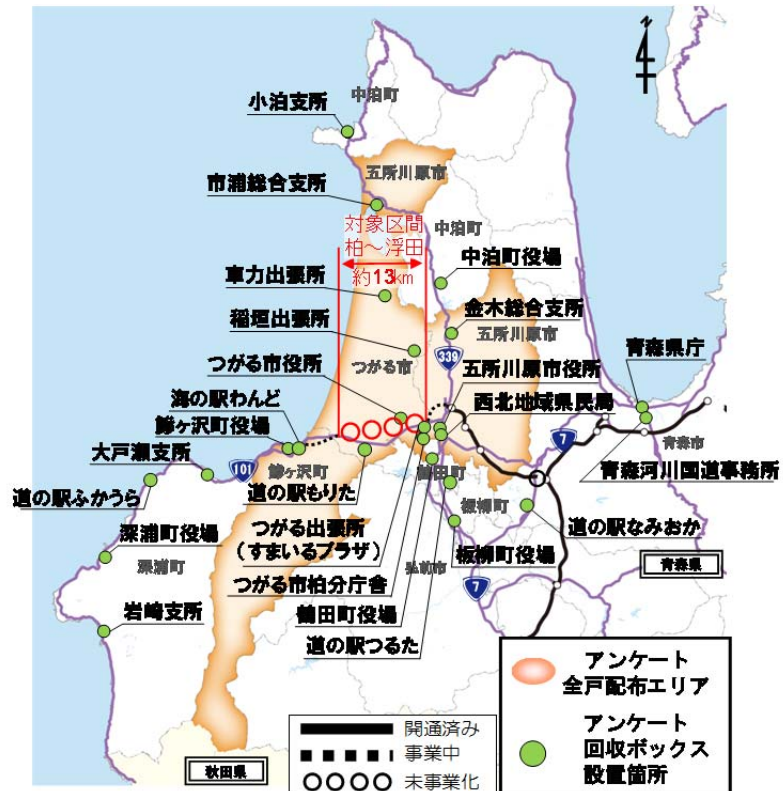 小泊支所
中泊町
五所川原市
市浦総合支所
対象区間
柏～浮田
約13km
中泊町
中泊町役場
車力出張所
金木総合支所
稲垣出張所
五所川原市
339
つがる市
青森県庁
つがる市役所
五所川原市役所
海の駅わんど
西北地域県民局
鰺ヶ沢町役場
7
青森市
大戸瀬支所
101
鰺ヶ沢町
鶴田町
青森河川国道事務所
道の駅ふかうら
道の駅もりた
板柳町
道の駅なみおか
深浦町役場
つがる出張所
(すまいるプラザ)
板柳町役場
深浦町
弘前市
青森県
つがる市柏分庁舎
7
岩崎支所
鶴田町役場
道の駅つるた
アンケート
全戸配布エリア
アンケート
回収ボックス
設置箇所
開通済み
事業中
未事業化
秋田県